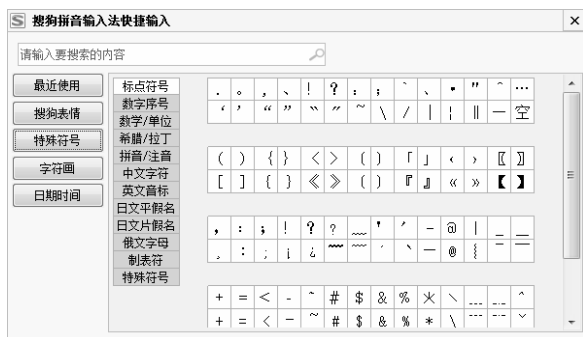 搜狗拼音输入法快捷输入
请输入要搜索的内容
最近使用
搜狗表情
特殊符号
字符画
日期时间
标点符号
数字序号
数学/单位
希腊/拉丁
拼音/注音
中文字符
英文音标
日文平假名
日文片假名
俄文字母
制表符
特殊符号
. 。 , 、 ! ? : ; ... 
‘ ’ “ ” 〝 〞 ~ \ / | ¦ ‖ — 空
( ) { } < > ( ) 「 」 ‹ › 〖 〗
[ ] { } 《 》 ( ) 『 』 « » 【 】
+ = < - ~ # $ & % * \
+ = < — ~ # $ & % * \